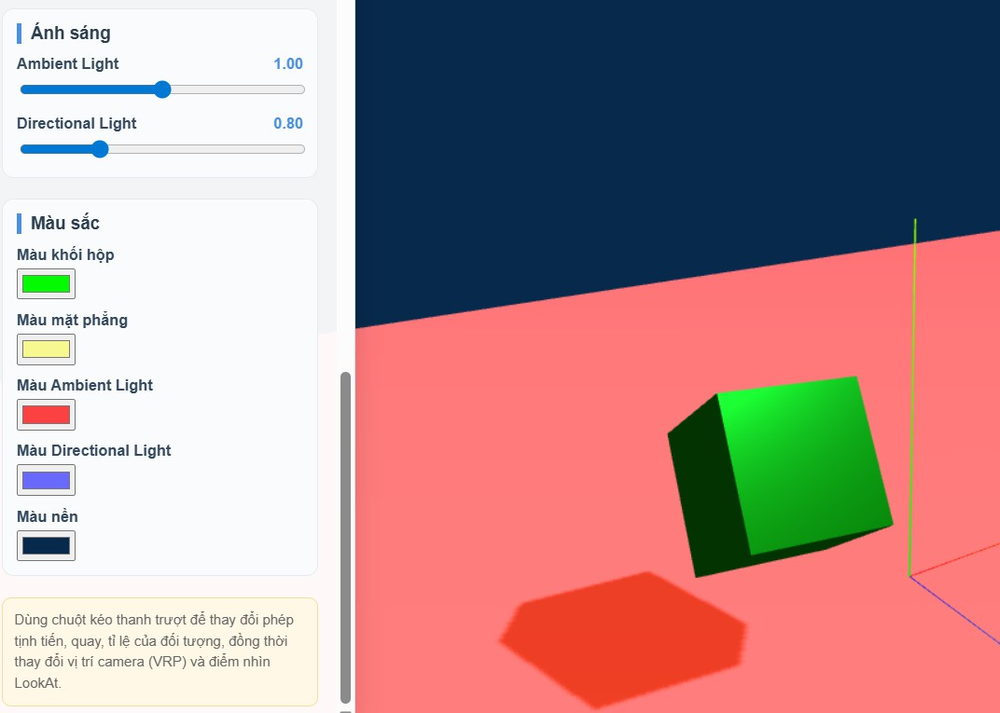 Ánh sáng
Ambient Light 1.00
Directional Light 0.80
Màu sắc
Màu khối hộp
Màu mặt phẳng
Màu Ambient Light
Màu Directional Light
Màu nền
Dùng chuột kéo thanh trượt để thay đổi phép
tịnh tiến, quay, tỉ lệ của đối tượng, đồng thời
thay đổi vị trí camera (VRP) và điểm nhìn
LookAt.